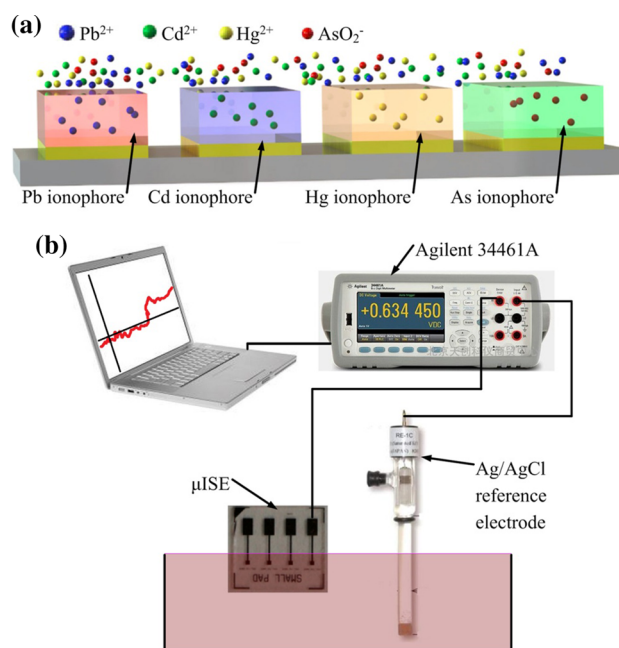 (a)
Pb2+ Cd2+ Hg2+ AsO2-
Pb ionophore Cd ionophore Hg ionophore As ionophore
(b)
Agilent 34461A
Agilent
+0.634 450
VDC
RE-1C
Ag/AgCl
reference
electrode
μISE
SMALL PAD